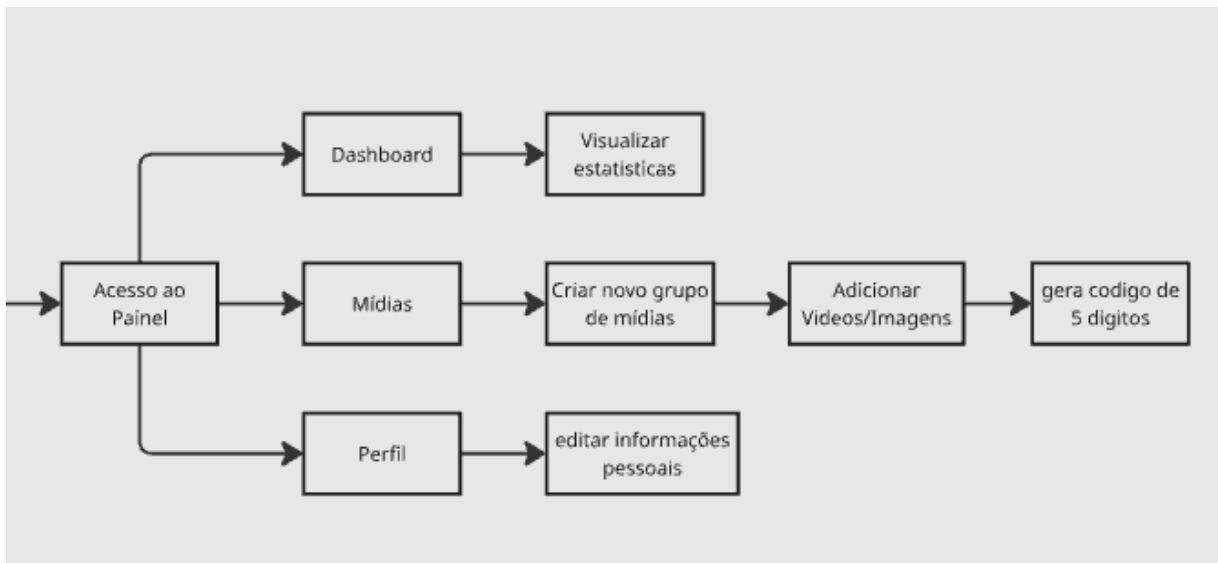 Dashboard
Visualizar
estatisticas
Acesso ao
Painel
Mídias
Criar novo grupo
de mídias
Adicionar
Videos/Imagens
gera codigo de
5 digitos
Perfil
editar informações
pessoais